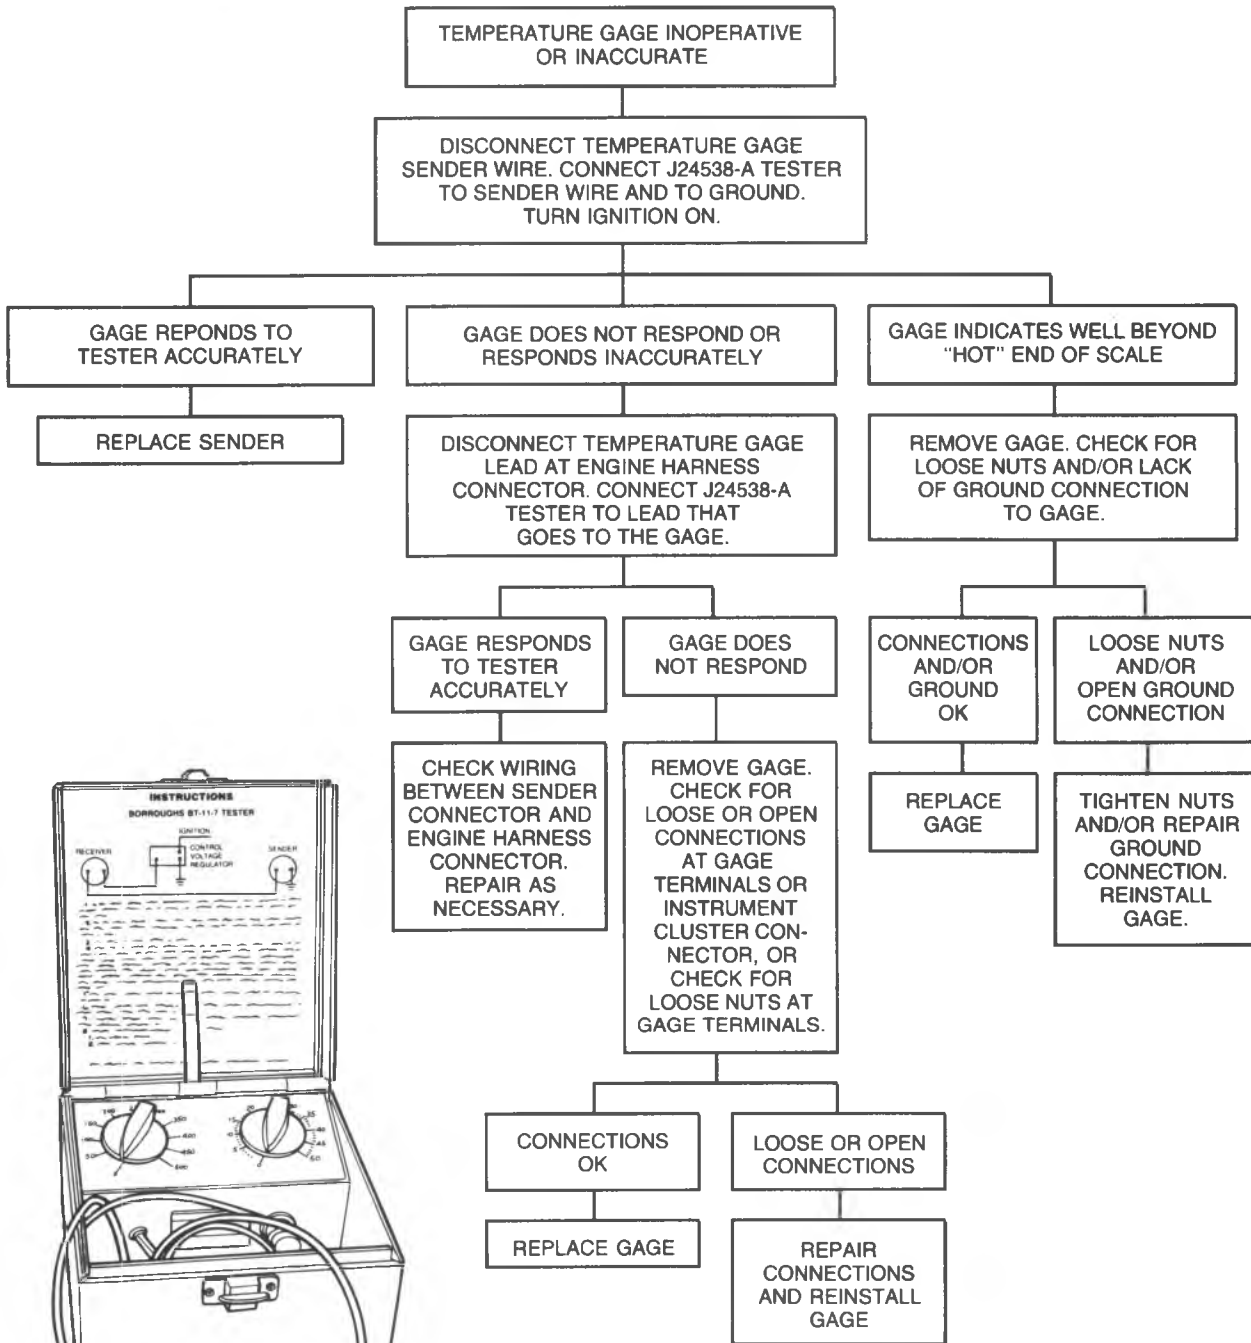 TEMPERATURE GAGE INOPERATIVE
OR INACCURATE
DISCONNECT TEMPERATURE GAGE
SENDER WIRE. CONNECT J24538-A TESTER
TO SENDER WIRE AND TO GROUND.
TURN IGNITION ON.
GAGE REPONDS TO
TESTER ACCURATELY
GAGE DOES NOT RESPOND OR
RESPONDS INACCURATELY
GAGE INDICATES WELL BEYOND
"HOT" END OF SCALE
REPLACE SENDER
DISCONNECT TEMPERATURE GAGE
LEAD AT ENGINE HARNESS
CONNECTOR. CONNECT J24538-A
TESTER TO LEAD THAT
GOES TO THE GAGE.
REMOVE GAGE. CHECK FOR
LOOSE NUTS AND/OR LACK
OF GROUND CONNECTION
TO GAGE.
GAGE RESPONDS
TO TESTER
ACCURATELY
GAGE DOES
NOT RESPOND
CONNECTIONS
AND/OR
GROUND
OK
LOOSE NUTS
AND/OR
OPEN GROUND
CONNECTION
CHECK WIRING
BETWEEN SENDER
CONNECTOR AND
ENGINE HARNESS
CONNECTOR.
REPAIR AS
NECESSARY.
REMOVE GAGE.
CHECK FOR
LOOSE OR OPEN
CONNECTIONS
AT GAGE
TERMINALS OR
INSTRUMENT
CLUSTER CON-
NECTOR, OR
CHECK FOR
LOOSE NUTS AT
GAGE TERMINALS.
REPLACE
GAGE
TIGHTEN NUTS
AND/OR REPAIR
GROUND
CONNECTION.
REINSTALL
GAGE.
CONNECTIONS
OK
LOOSE OR OPEN
CONNECTIONS
REPLACE GAGE
REPAIR
CONNECTIONS
AND REINSTALL
GAGE
INSTRUCTIONS
BORROUGHS BT-11-7 TESTER
IGNITION
RECEIVER
CONTROL
VOLTAGE
REGULATOR
SENDER